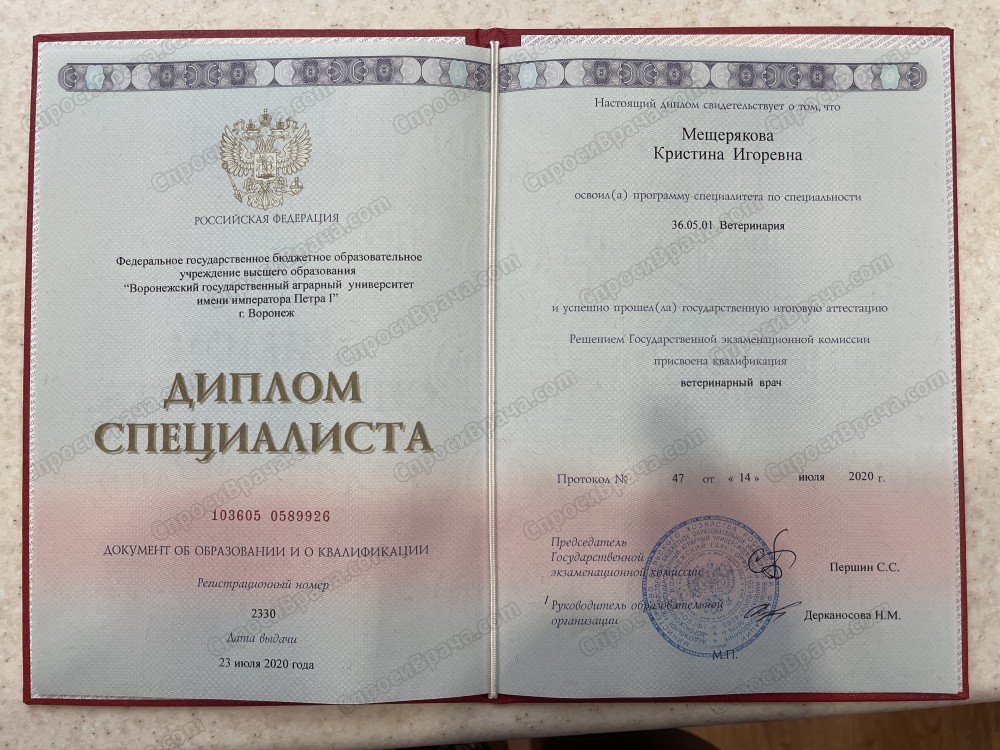 РОССИЙСКАЯ ФЕДЕРАЦИЯ
Федеральное государственное бюджетное образовательное
учреждение высшего образования
“Воронежский государственный аграрный университет
имени императора Петра I”
г. Воронеж
ДИПЛОМ
СПЕЦИАЛИСТА
103605 0589926
ДОКУМЕНТ ОБ ОБРАЗОВАНИИ И О КВАЛИФИКАЦИИ
Регистрационный номер
2330
Дата выдачи
23 июля 2020 года
Настоящий диплом свидетельствует о том, что
Мещерякова
Кристина Игоревна
освоил(а) программу специалитета по специальности
36.05.01 Ветеринария
и успешно прошел(ла) государственную итоговую аттестацию
Решением Государственной экзаменационной комиссии
присвоена квалификация
ветеринарный врач
Протокол № 47 от « 14 » июля 2020 г.
Председатель
Государственной
экзаменационной комиссии
Першин С.С.
Руководитель образовательной
организации
Дерканосова Н.М.
М.П.
СпросиВрача.com